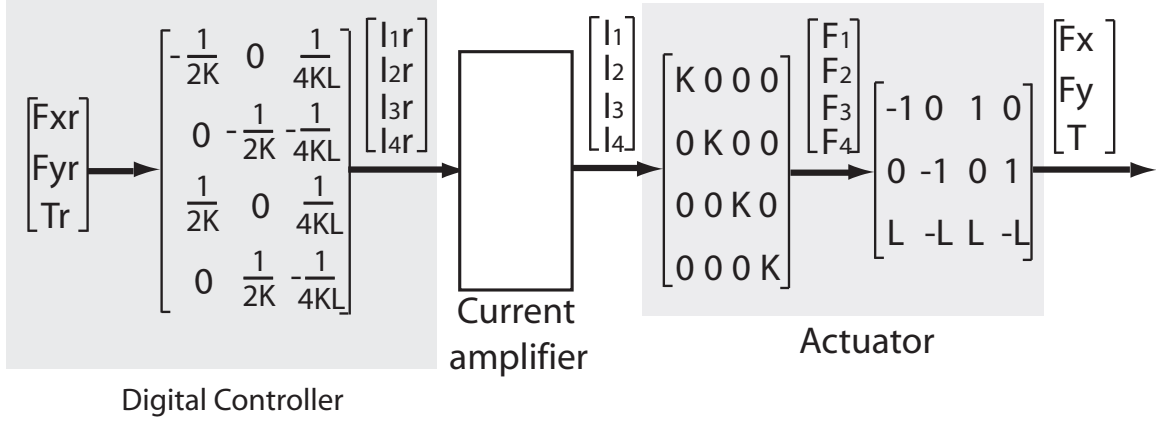 [Fxr
Fyr
Tr]
[-1/2K 0 1/4KL
0 -1/2K -1/4KL
1/2K 0 1/4KL
0 1/2K -1/4KL]
[I1r
I2r
I3r
I4r]
[I1
I2
I3
I4]
[K 0 0 0
0 K 0 0
0 0 K 0
0 0 0 K]
[F1
F2
F3
F4]
[-1 0 1 0
0 -1 0 1
L -L L -L]
[Fx
Fy
T]
Current
amplifier
Actuator
Digital Controller